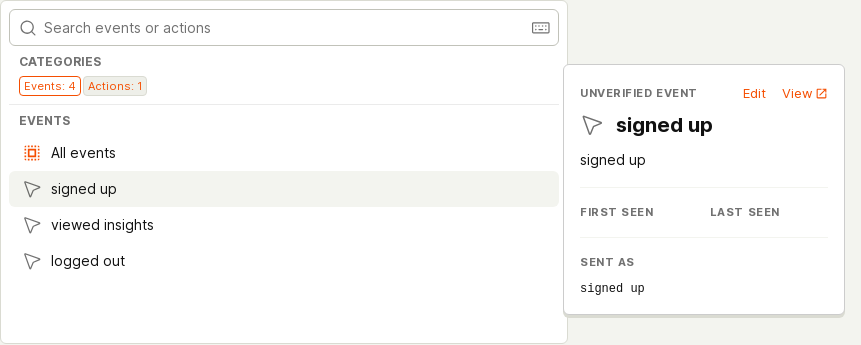 Search events or actions
CATEGORIES
Events: 4 Actions: 1
EVENTS
All events
signed up
viewed insights
logged out
UNVERIFIED EVENT Edit View
signed up
signed up
FIRST SEEN LAST SEEN
SENT AS
signed up